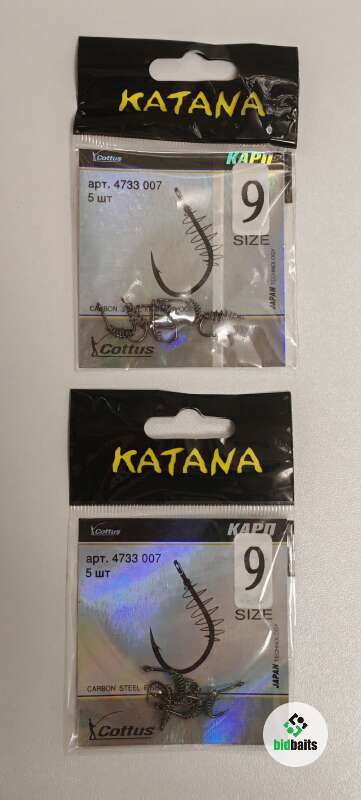 KATANA
Cottus
КАРП
арт. 4733 007
5 шт
9
SIZE
JAPAN TECHNOLOGY
CARBON STEEL
Cottus
KATANA
Cottus
КАРП
арт. 4733 007
5 шт
9
SIZE
JAPAN TECHNOLOGY
CARBON STEEL
Cottus
bidbaits